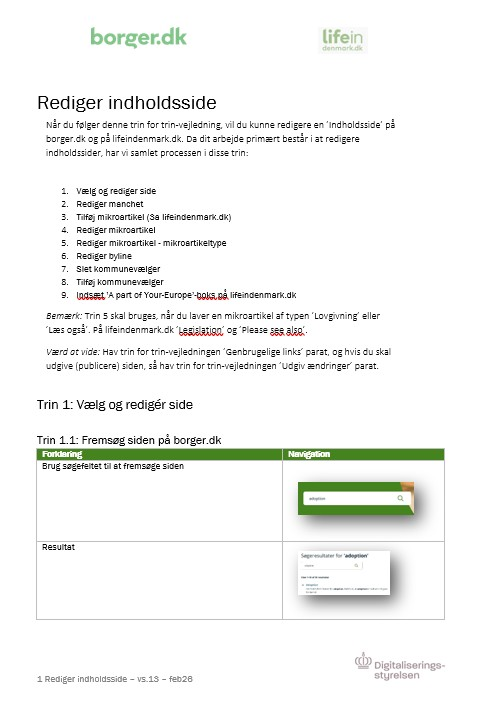 borger.dk
lifein
denmark.dk
Rediger indholdsside
Når du følger denne trin for trin-vejledning, vil du kunne redigere en ’Indholdsside’ på
borger.dk og på lifeindenmark.dk. Da dit arbejde primært består i at redigere
indholdssider, har vi samlet processen i disse trin:
1. Vælg og rediger side
2. Rediger manchet
3. Tilføj mikroartikel (3a lifeindenmark.dk)
4. Rediger mikroartikel
5. Rediger mikroartikel - mikroartikeltype
6. Rediger byline
7. Slet kommunevælger
8. Tilføj kommunevælger
9. Indsæt 'A part of Your-Europe'-boks på lifeindenmark.dk
Bemærk: Trin 5 skal bruges, når du laver en mikroartikel af typen ’Lovgivning’ eller
’Læs også’. På lifeindenmark.dk ’Legislation’ og ’Please see also’.
Værd at vide: Hav trin for trin-vejledningen ’Genbrugelige links’ parat, og hvis du skal
udgive (publicere) siden, så hav trin for trin-vejledningen ’Udgiv ændringer’ parat.
Trin 1: Vælg og redigér side
Trin 1.1: Fremsøg siden på borger.dk
Forklaring Navigation
Brug søgefeltet til at fremsøge siden
adoption
Resultat
Søgeresultater for 'adoption'
Digitaliserings-
styrelsen
1 Rediger indholdsside – vs.13 – feb26